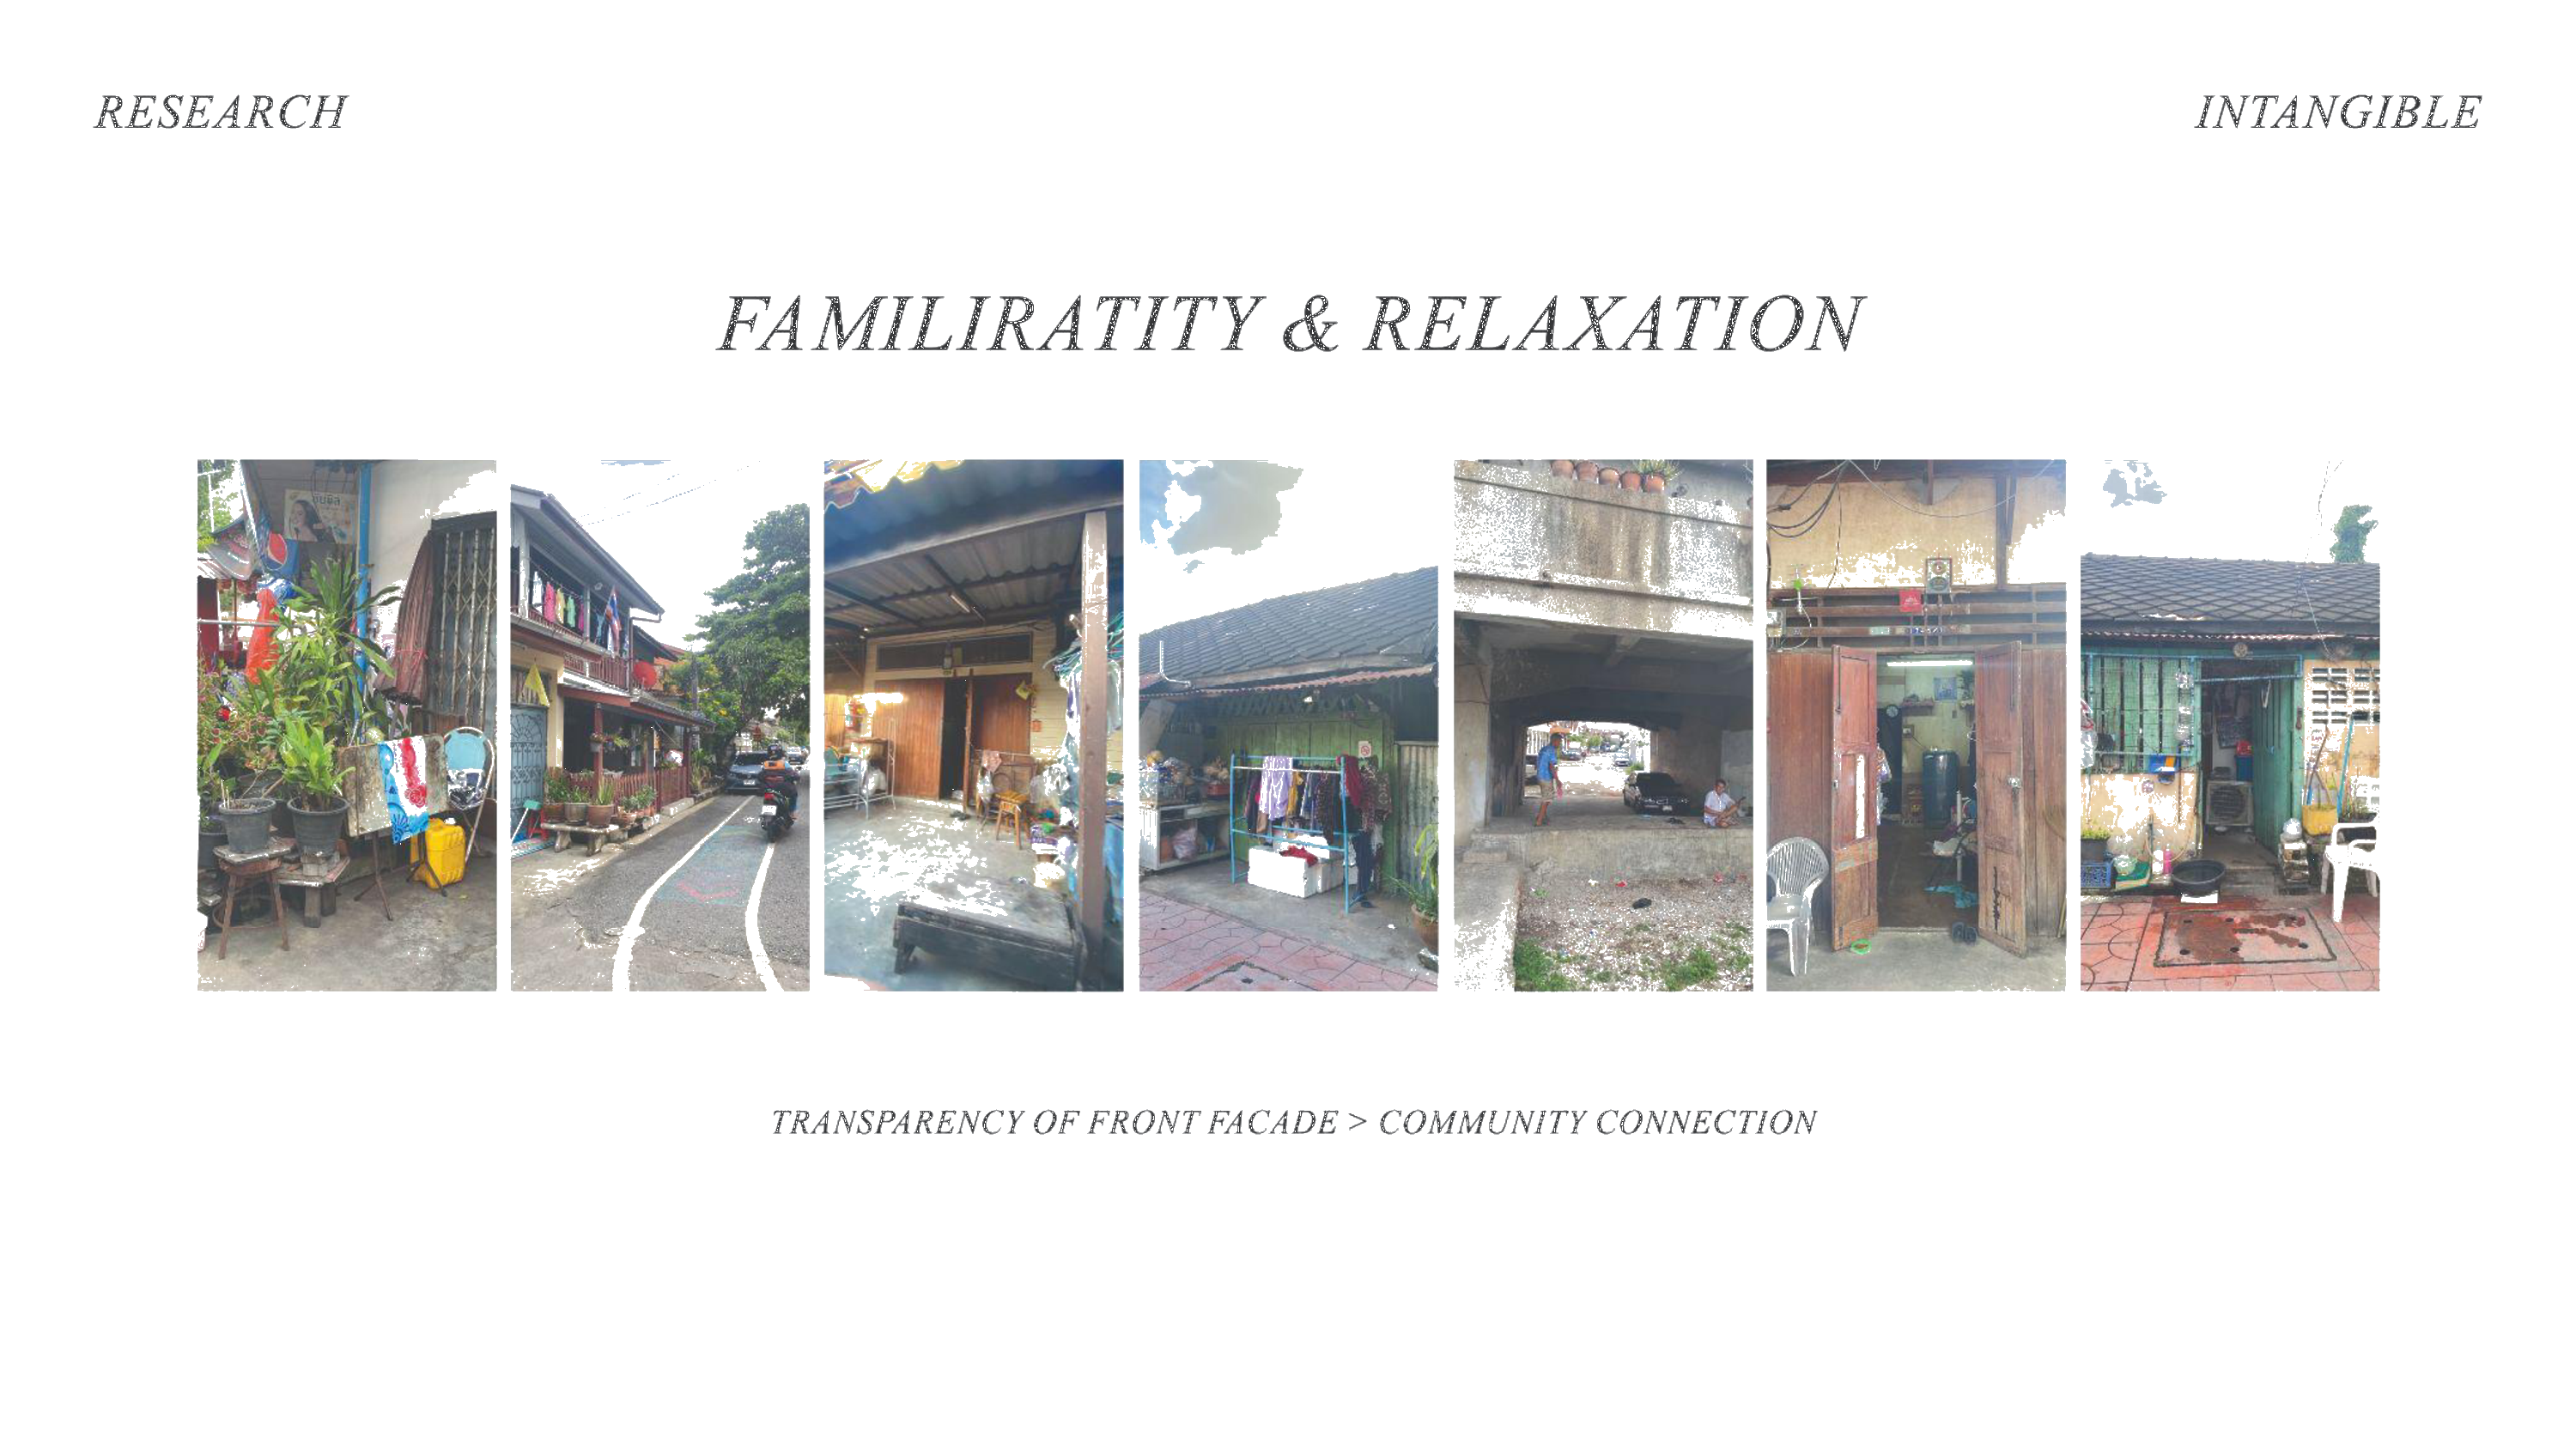 RESEARCH
INTANGIBLE
FAMILIRATITY & RELAXATION
TRANSPARENCY OF FRONT FACADE > COMMUNITY CONNECTION